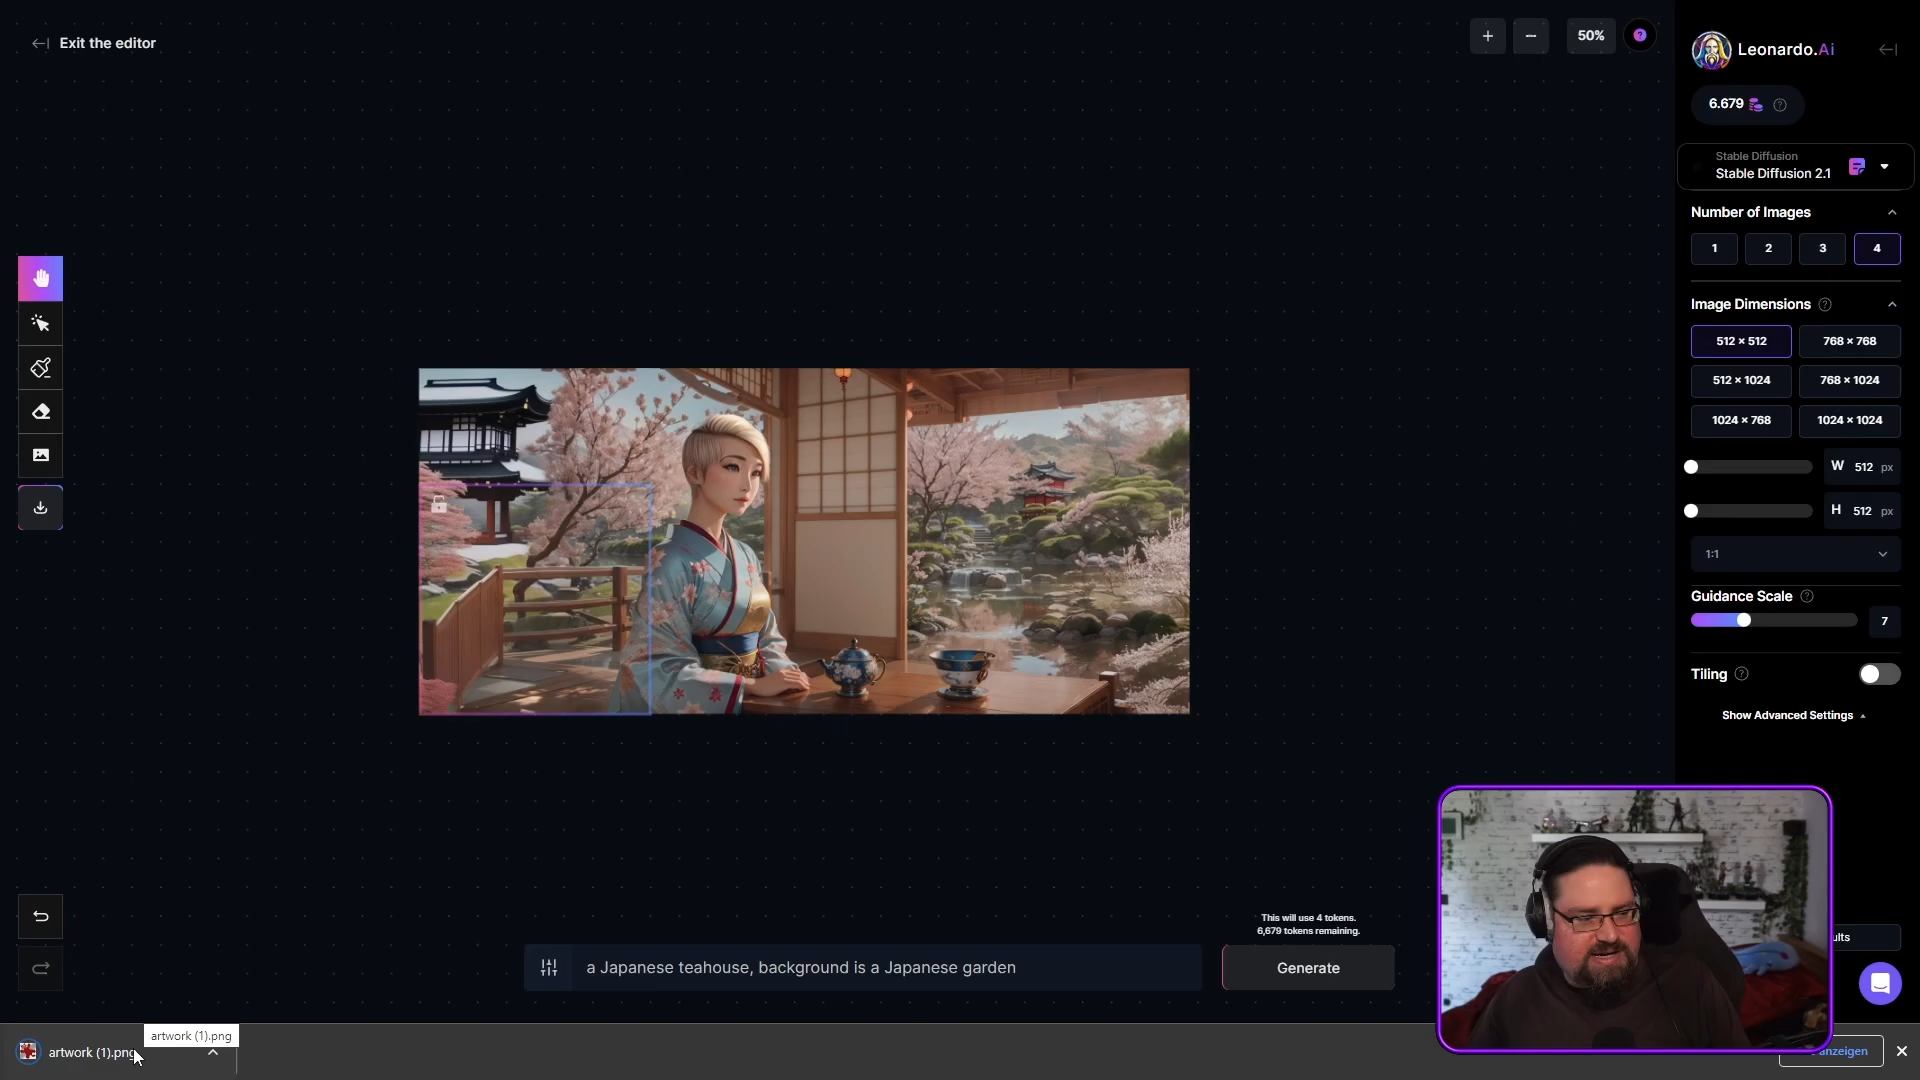 Exit the editor
50%
Leonardo.Ai
6.679
Stable Diffusion
Stable Diffusion 2.1
Number of Images
1 2 3 4
Image Dimensions
512 × 512 768 × 768
512 × 1024 768 × 1024
1024 × 768 1024 × 1024
W 512 px
H 512 px
1:1
Guidance Scale
7
Tiling
Show Advanced Settings
This will use 4 tokens.
6,679 tokens remaining.
a Japanese teahouse, background is a Japanese garden
Generate
artwork (1).png
artwork (1).png
anzeigen